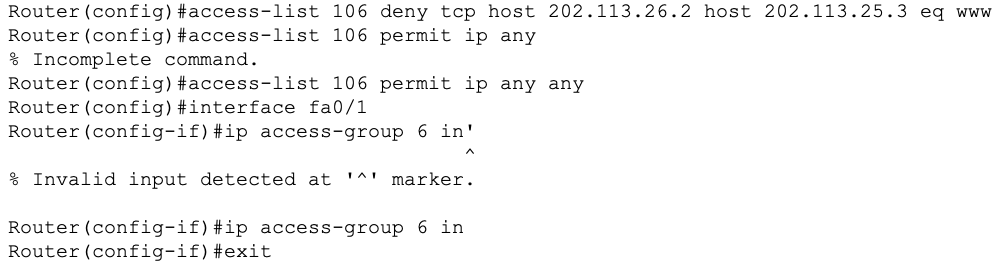 Router(config)#access-list 106 deny tcp host 202.113.26.2 host 202.113.25.3 eq www
Router(config)#access-list 106 permit ip any
% Incomplete command.
Router(config)#access-list 106 permit ip any any
Router(config)#interface fa0/1
Router(config-if)#ip access-group 6 in'
^
% Invalid input detected at '^' marker.
Router(config-if)#ip access-group 6 in
Router(config-if)#exit